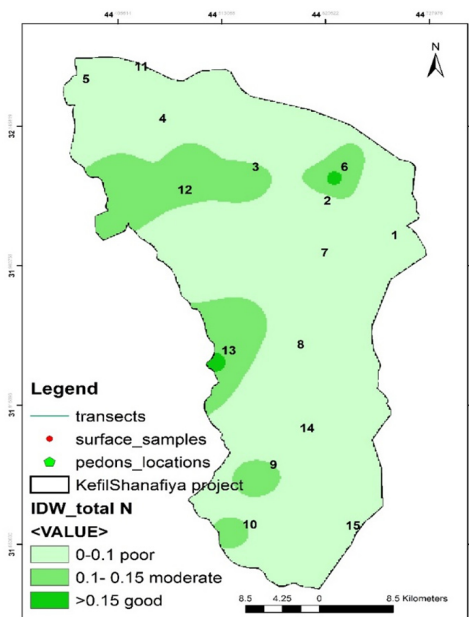 44
44
44
44
N
11
5
4
32
3
6
12
2
1
7
31
13
8
Legend
transects
31
surface_samples
14
pedons_locations
9
KefilShanafiya project
IDW_total N
10
15
<VALUE>
31
0-0.1 poor
0.1- 0.15 moderate
>0.15 good
8.5 4.25 0 8.5 Kilometers